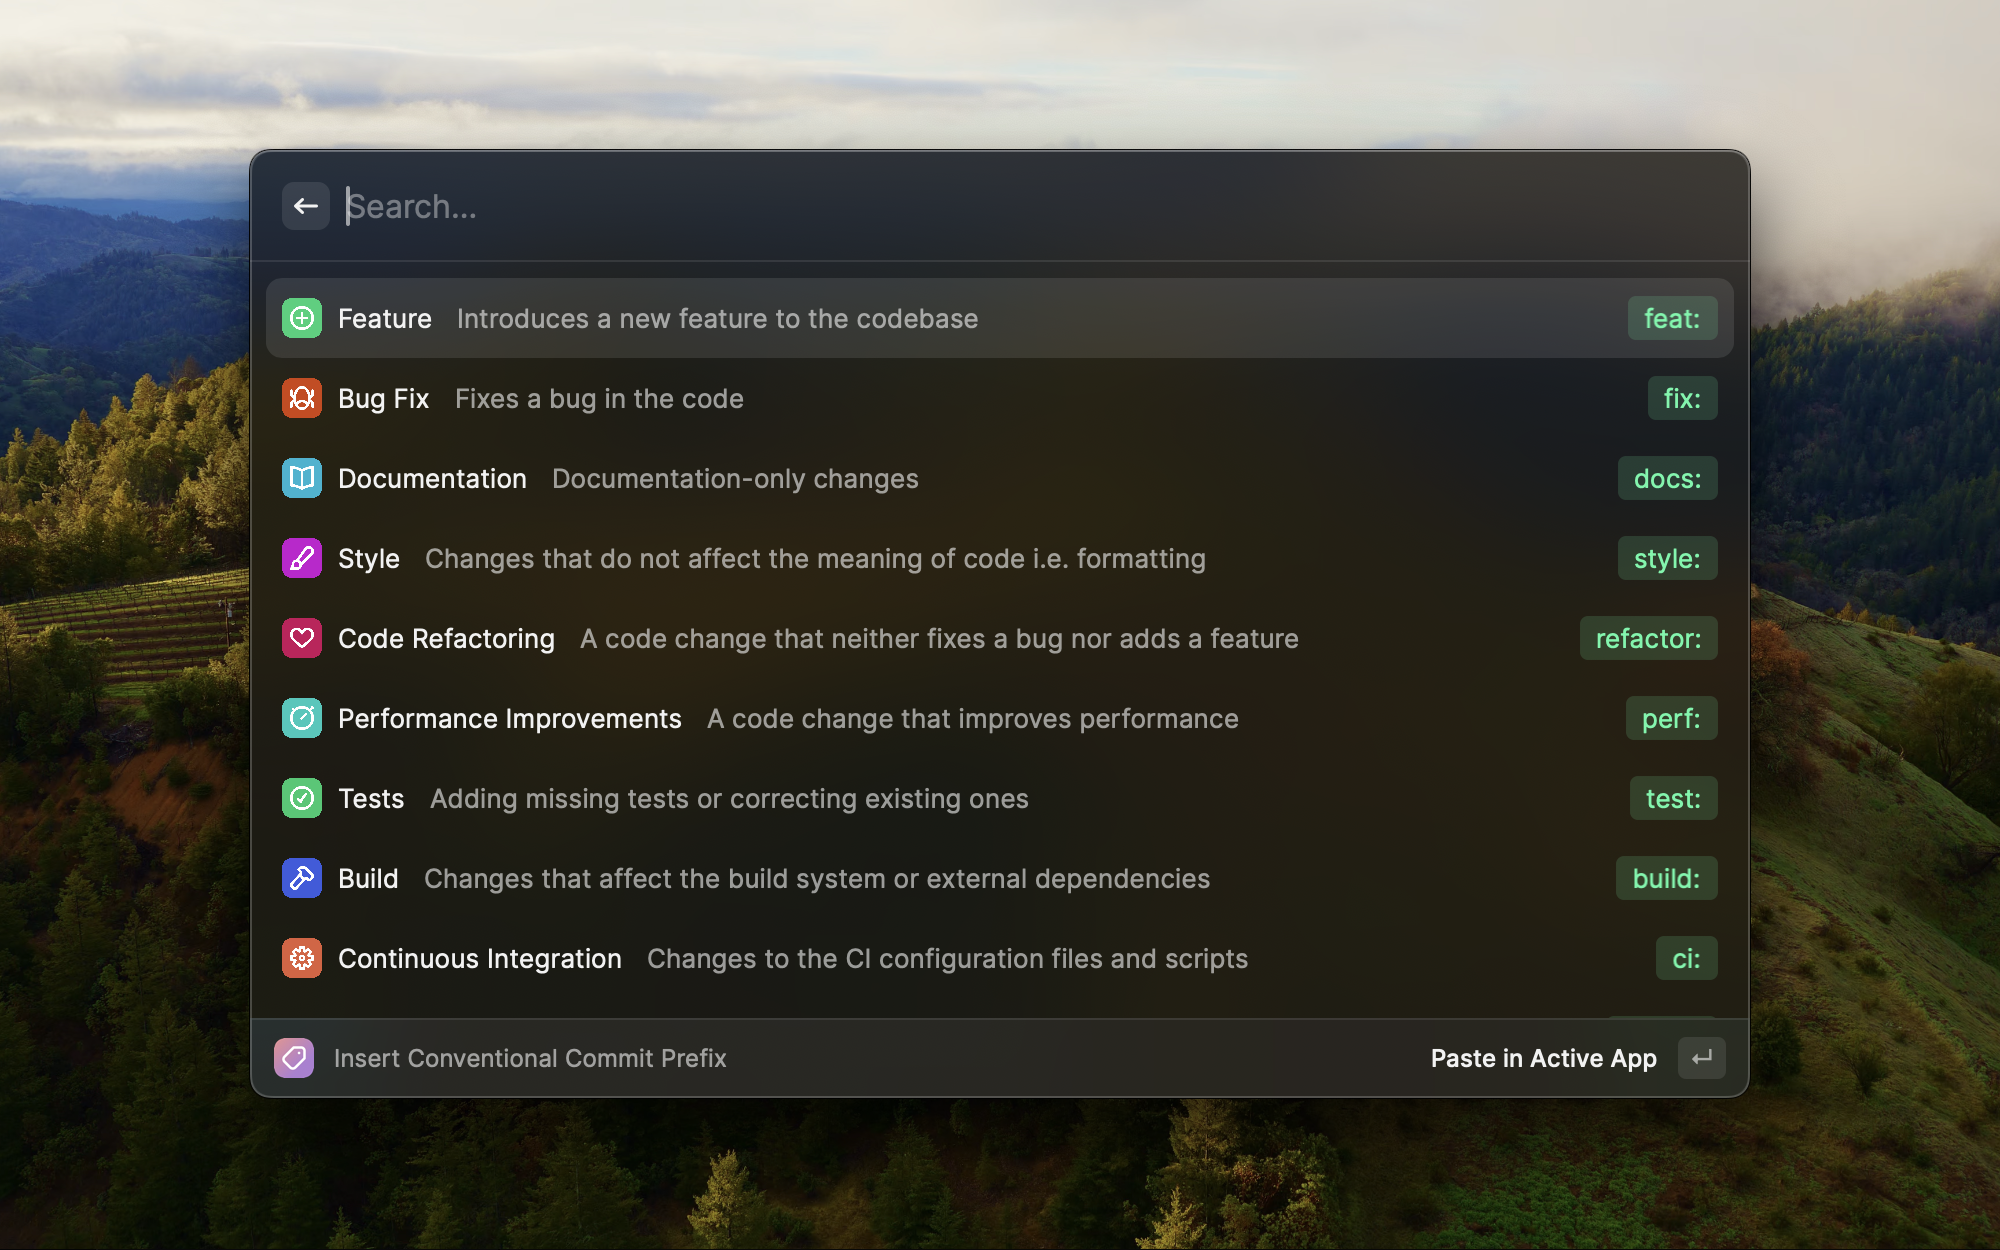 Search...
Feature Introduces a new feature to the codebase feat:
Bug Fix Fixes a bug in the code fix:
Documentation Documentation-only changes docs:
Style Changes that do not affect the meaning of code i.e. formatting style:
Code Refactoring A code change that neither fixes a bug nor adds a feature refactor:
Performance Improvements A code change that improves performance perf:
Tests Adding missing tests or correcting existing ones test:
Build Changes that affect the build system or external dependencies build:
Continuous Integration Changes to the CI configuration files and scripts ci:
Insert Conventional Commit Prefix Paste in Active App